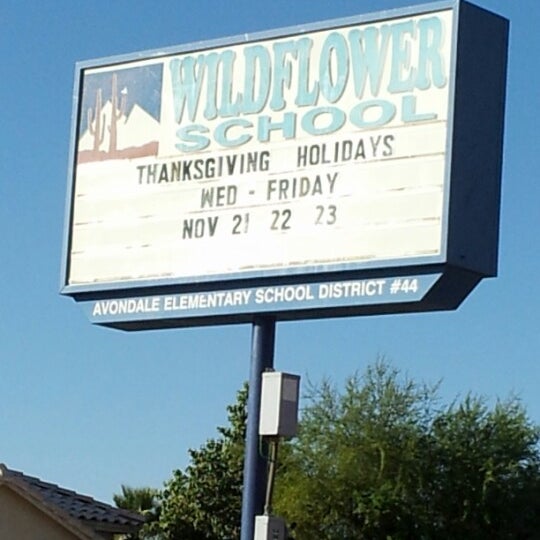 WILDFLOWER
SCHOOL
THANKSGIVING HOLIDAYS
WED - FRIDAY
NOV 21 22 23
AVONDALE ELEMENTARY SCHOOL DISTRICT #44